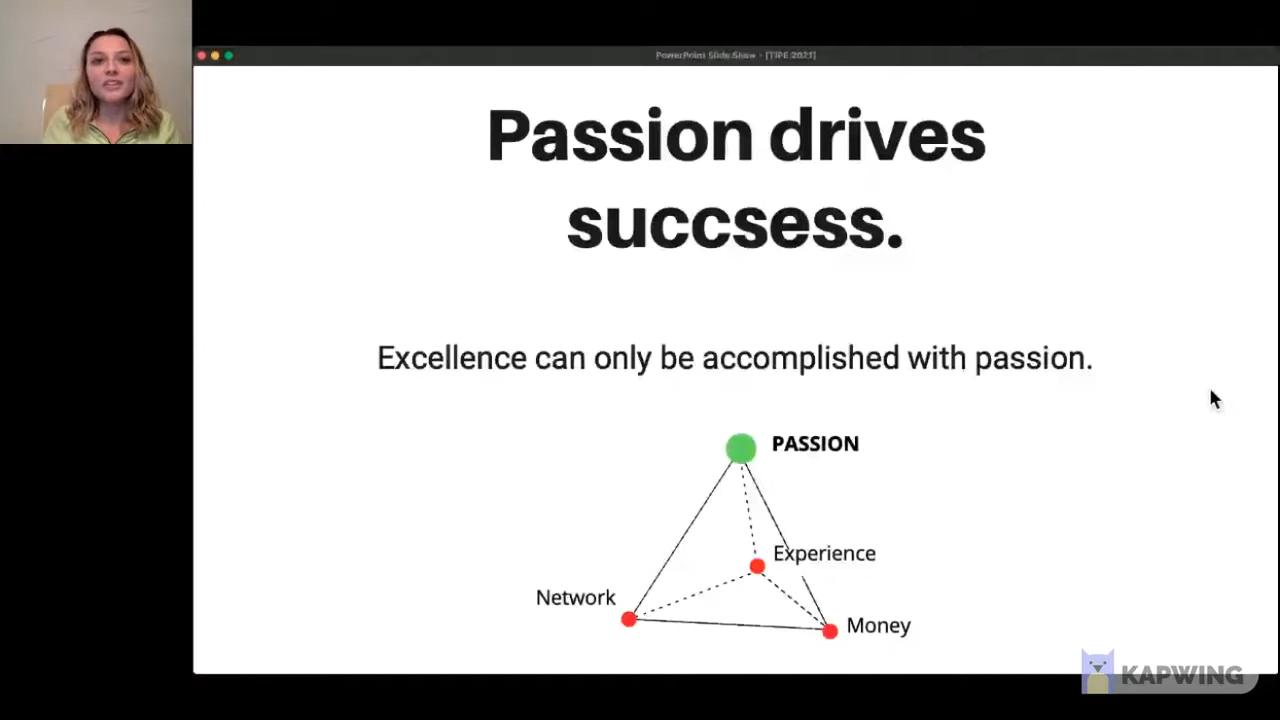 PowerPoint Slide Show - [TIPE 2021]
Passion drives
succsess.
Excellence can only be accomplished with passion.
PASSION
Experience
Network
Money
KAPWING